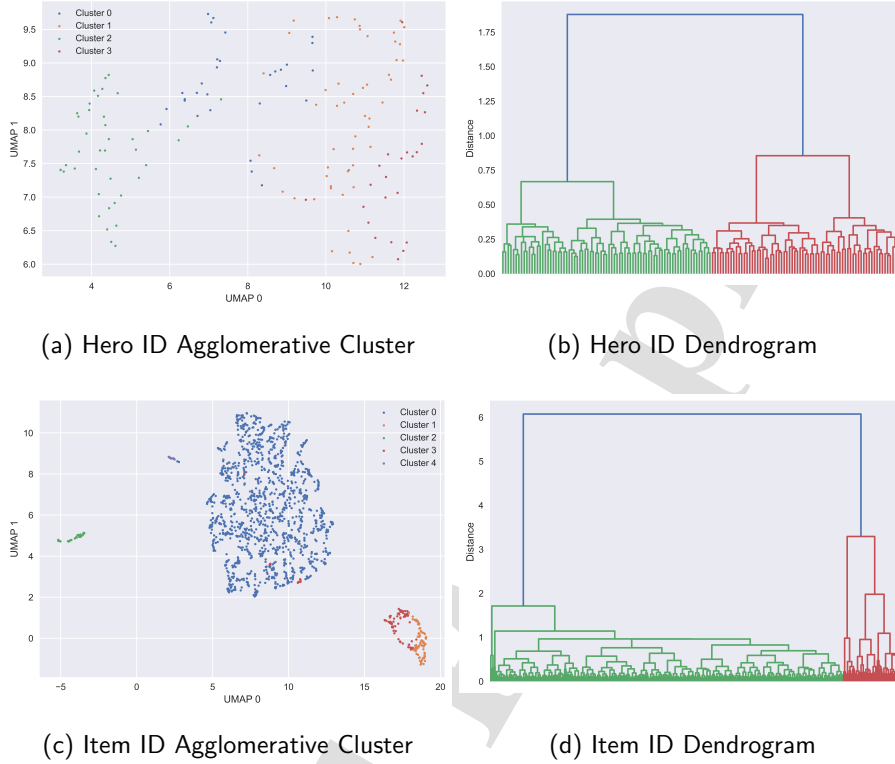 Cluster 0
Cluster 1
Cluster 2
Cluster 3
9.5
9.0
8.5
8.0
7.5
7.0
6.5
6.0
UMAP 1
4
6
8
10
12
UMAP 0
(a) Hero ID Agglomerative Cluster
1.75
1.50
1.25
1.00
0.75
0.50
0.25
0.00
Distance
(b) Hero ID Dendrogram
Cluster 0
Cluster 1
Cluster 2
Cluster 3
Cluster 4
10
8
6
4
2
0
UMAP 1
−5
0
5
10
15
20
UMAP 0
(c) Item ID Agglomerative Cluster
6
5
4
3
2
1
0
Distance
(d) Item ID Dendrogram